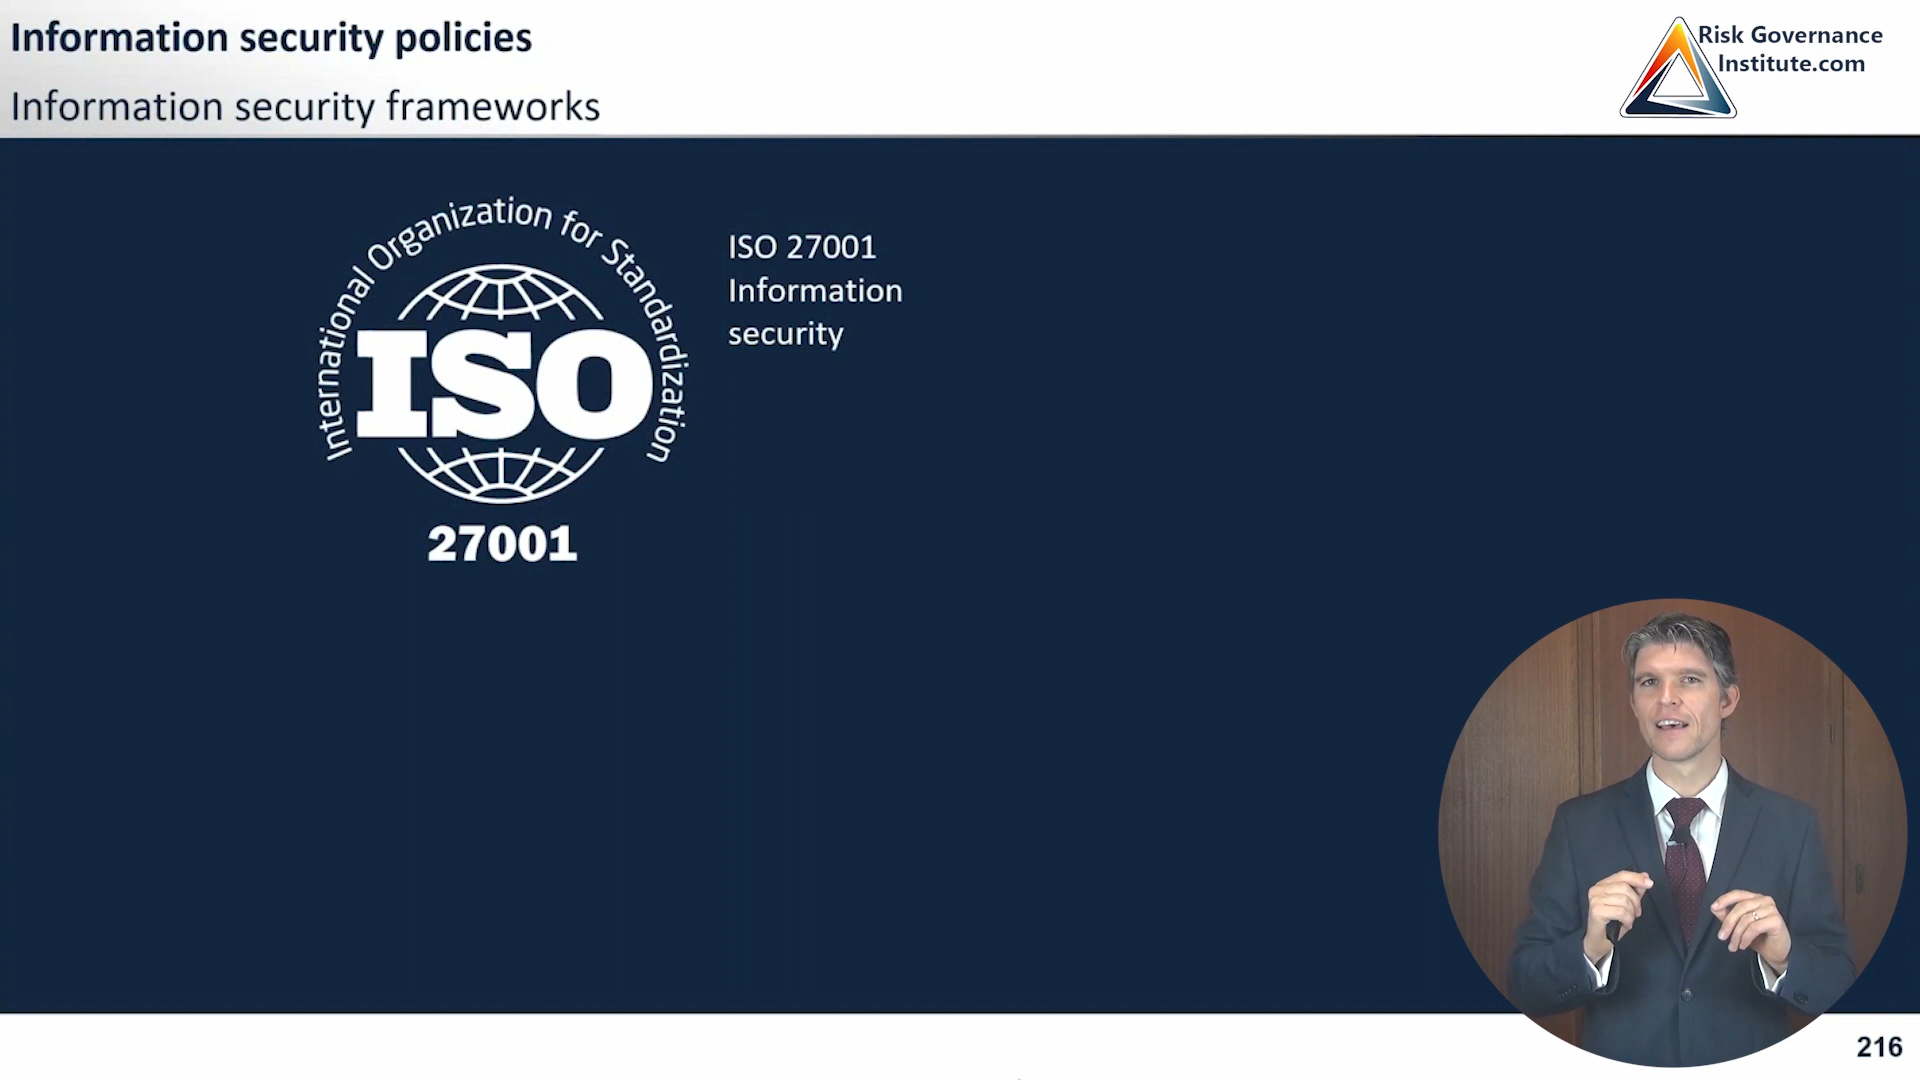 Information security policies
Information security frameworks
Risk Governance
Institute.com
International Organization for Standardization
ISO
27001
ISO 27001
Information
security
216